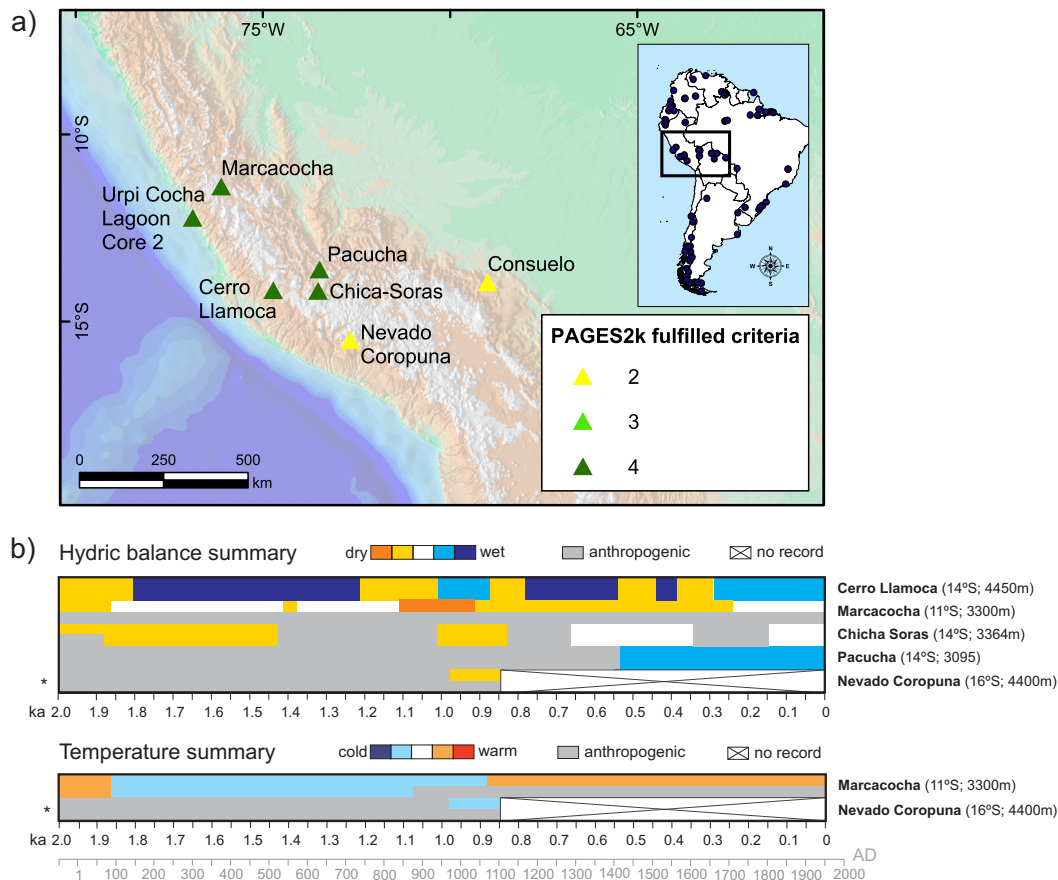 a)
75°W
65°W
10°S
15°S
Marcacocha
Urpi Cocha
Lagoon
Core 2
Pacucha
Consuelo
Cerro
Llamoca
Chica-Soras
Nevado
Coropuna
N
W
E
S
PAGES2k fulfilled criteria
2
3
4
0 250 500
km
b)
Hydric balance summary
dry wet anthropogenic no record
Cerro Llamoca (14ºS; 4450m)
Marcacocha (11ºS; 3300m)
Chicha Soras (14ºS; 3364m)
Pacucha (14ºS; 3095)
* Nevado Coropuna (16ºS; 4400m)
ka 2.0 1.9 1.8 1.7 1.6 1.5 1.4 1.3 1.2 1.1 1.0 0.9 0.8 0.7 0.6 0.5 0.4 0.3 0.2 0.1 0
Temperature summary
cold warm anthropogenic no record
Marcacocha (11ºS; 3300m)
* Nevado Coropuna (16ºS; 4400m)
ka 2.0 1.9 1.8 1.7 1.6 1.5 1.4 1.3 1.2 1.1 1.0 0.9 0.8 0.7 0.6 0.5 0.4 0.3 0.2 0.1 0
AD
1 100 200 300 400 500 600 700 800 900 1000 1100 1200 1300 1400 1500 1600 1700 1800 1900 2000